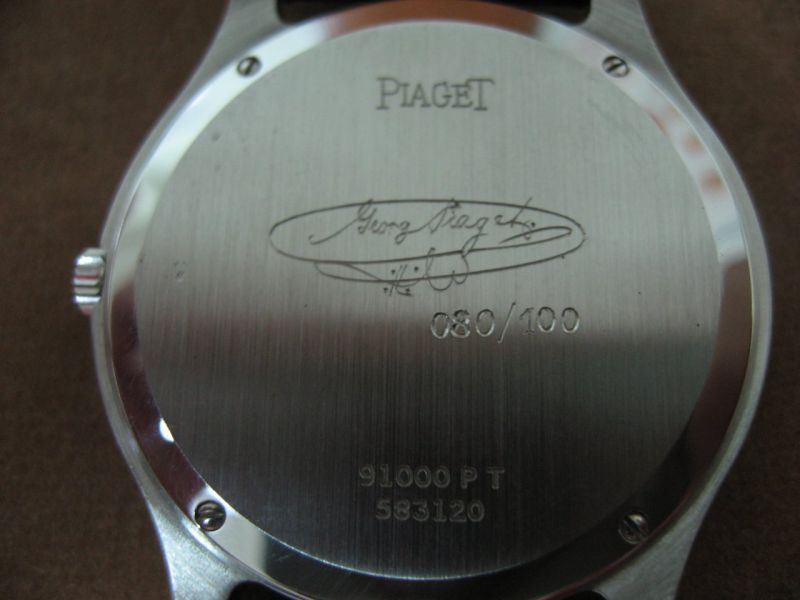 PIAGET
Georg Piaget
080/100
91000 P T
583120